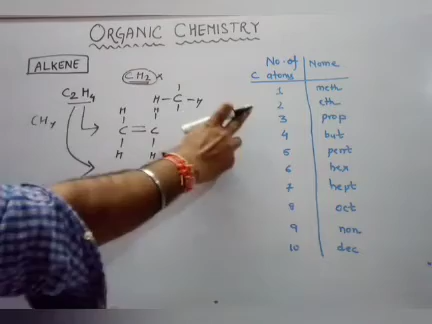 ORGANIC CHEMISTRY
ALKENE
C2H4
CH4
CH2 x
H-C-H
H H
C=C
H H
No. of C atoms Name
1 meth
2 eth
3 prop
4 but
5 pent
6 hex
7 hept
8 oct
9 non
10 dec